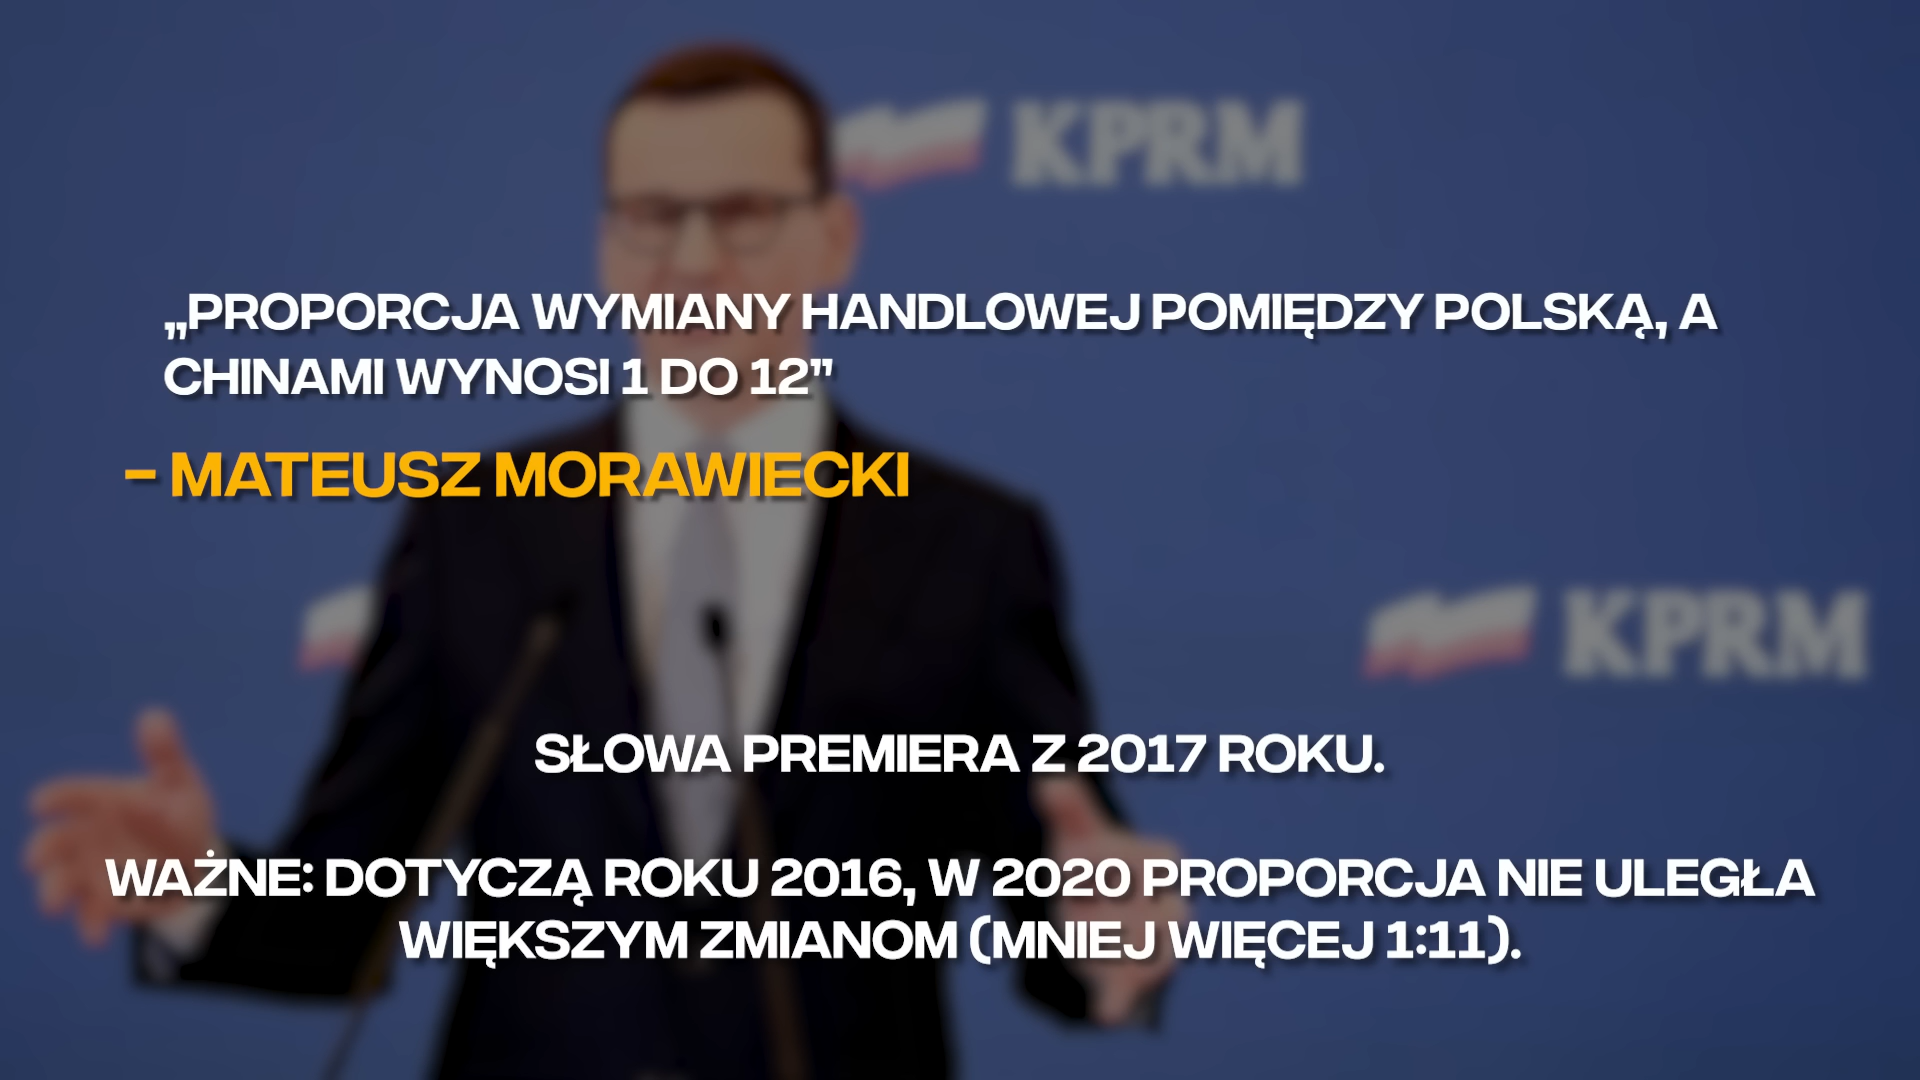 KPRM
„PROPORCJA WYMIANY HANDLOWEJ POMIĘDZY POLSKĄ, A
CHINAMI WYNOSI 1 DO 12”
– MATEUSZ MORAWIECKI
KPRM
SŁOWA PREMIERA Z 2017 ROKU.
WAŻNE: DOTYCZĄ ROKU 2016, W 2020 PROPORCJA NIE ULEGŁA
WIĘKSZYM ZMIANOM (MNIEJ WIĘCEJ 1:11).